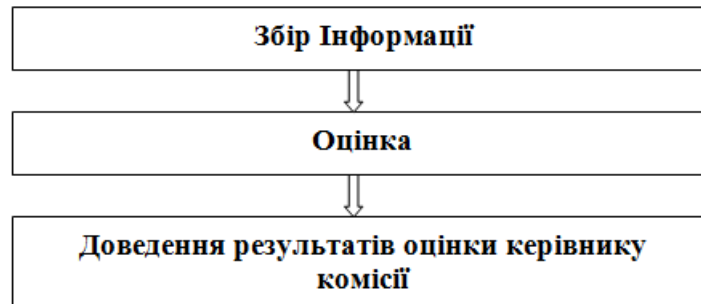 Збір Інформації
Оцінка
Доведення результатів оцінки керівнику
комісії